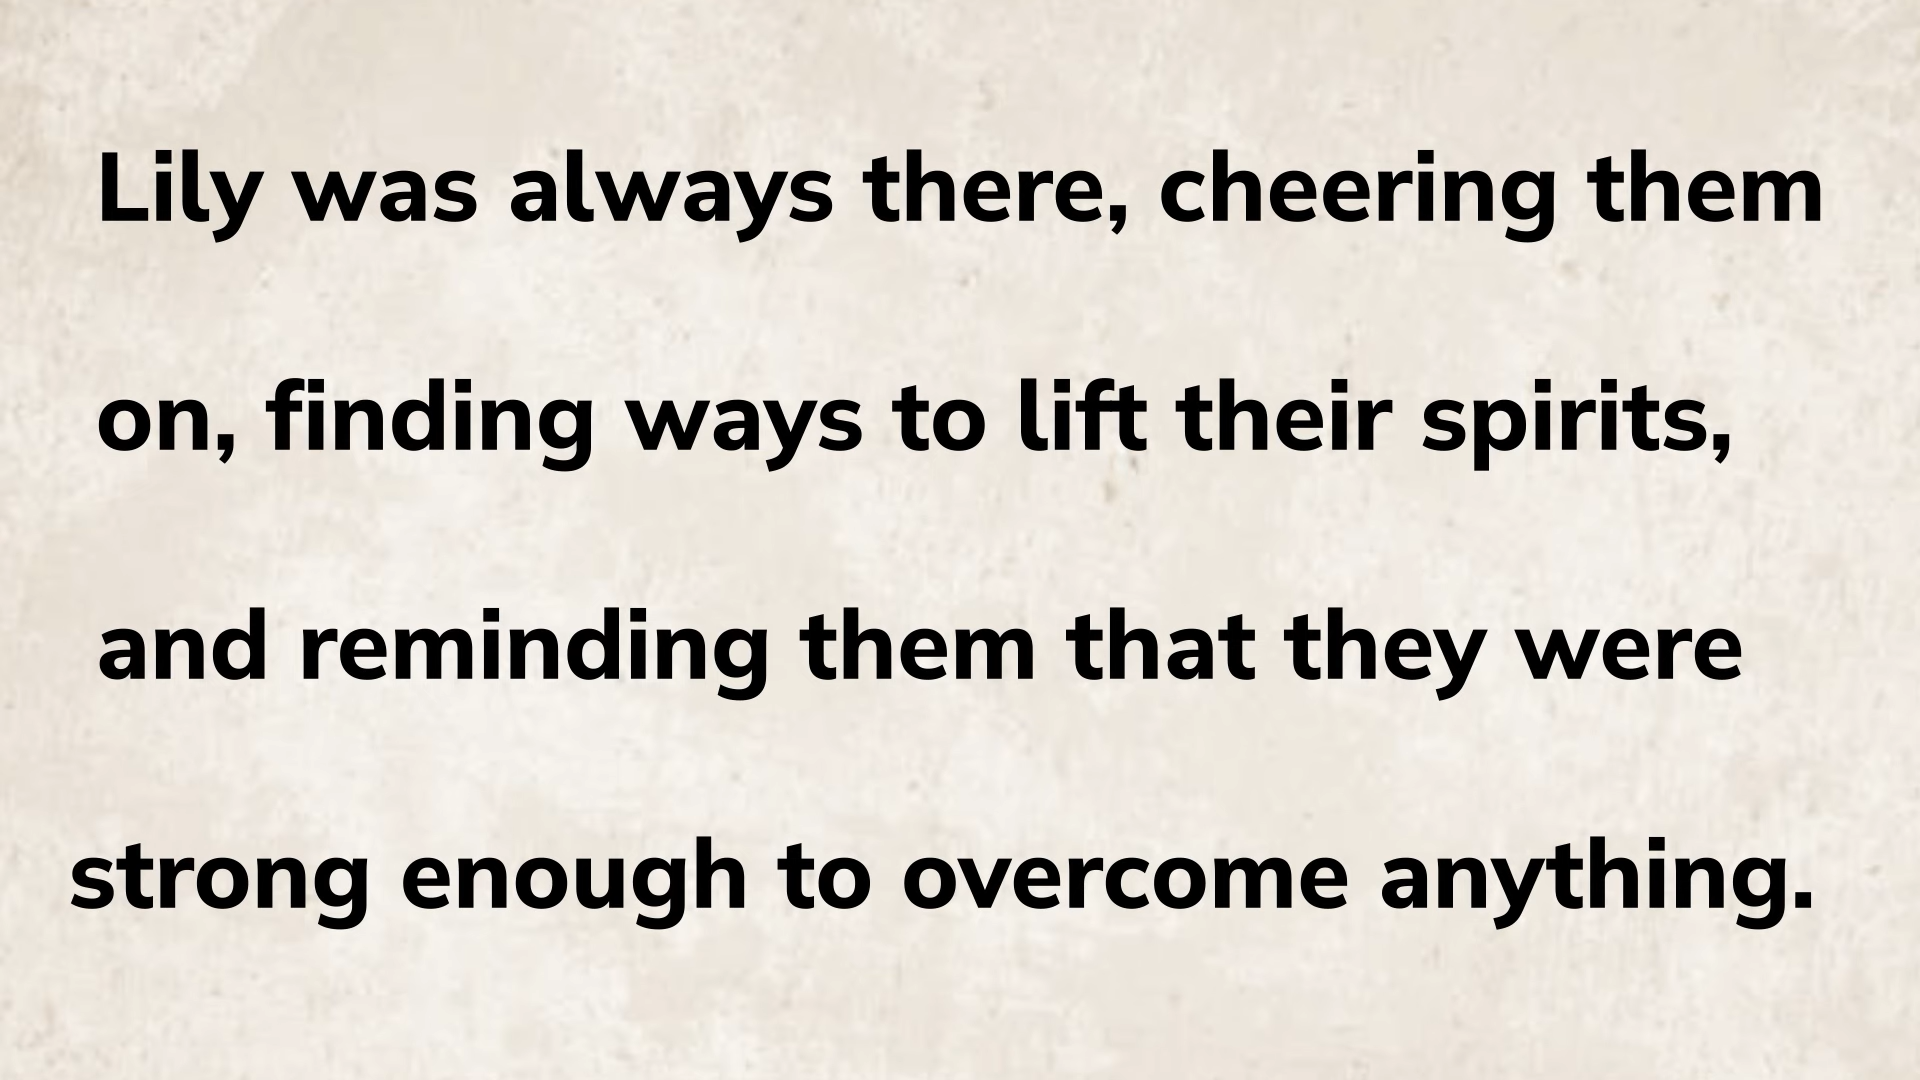 Lily was always there, cheering them
on, finding ways to lift their spirits,
and reminding them that they were
strong enough to overcome anything.